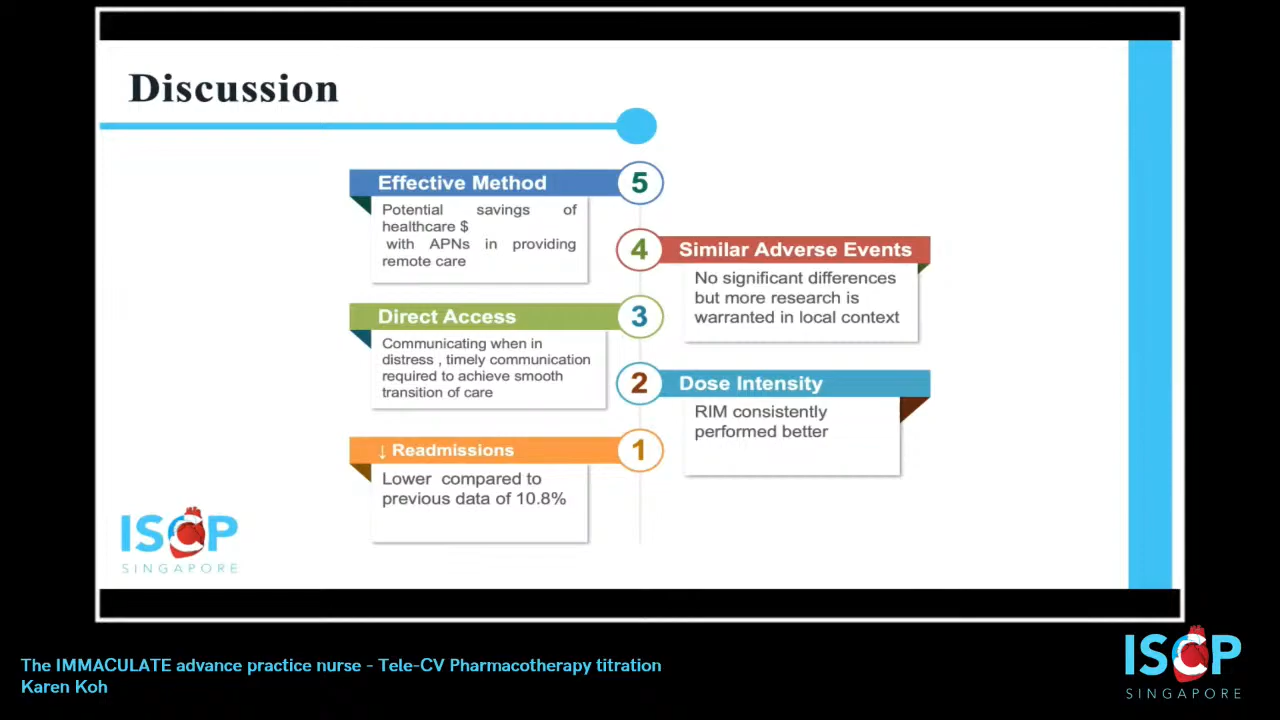 Discussion
Effective Method
5
Potential savings of
healthcare $
with APNs in providing
remote care
4
Similar Adverse Events
No significant differences
but more research is
warranted in local context
Direct Access
3
Communicating when in
distress , timely communication
required to achieve smooth
transition of care
2
Dose Intensity
RIM consistently
performed better
↓ Readmissions
1
Lower compared to
previous data of 10.8%
ISCP
SINGAPORE
The IMMACULATE advance practice nurse - Tele-CV Pharmacotherapy titration
Karen Koh
ISCP
SINGAPORE